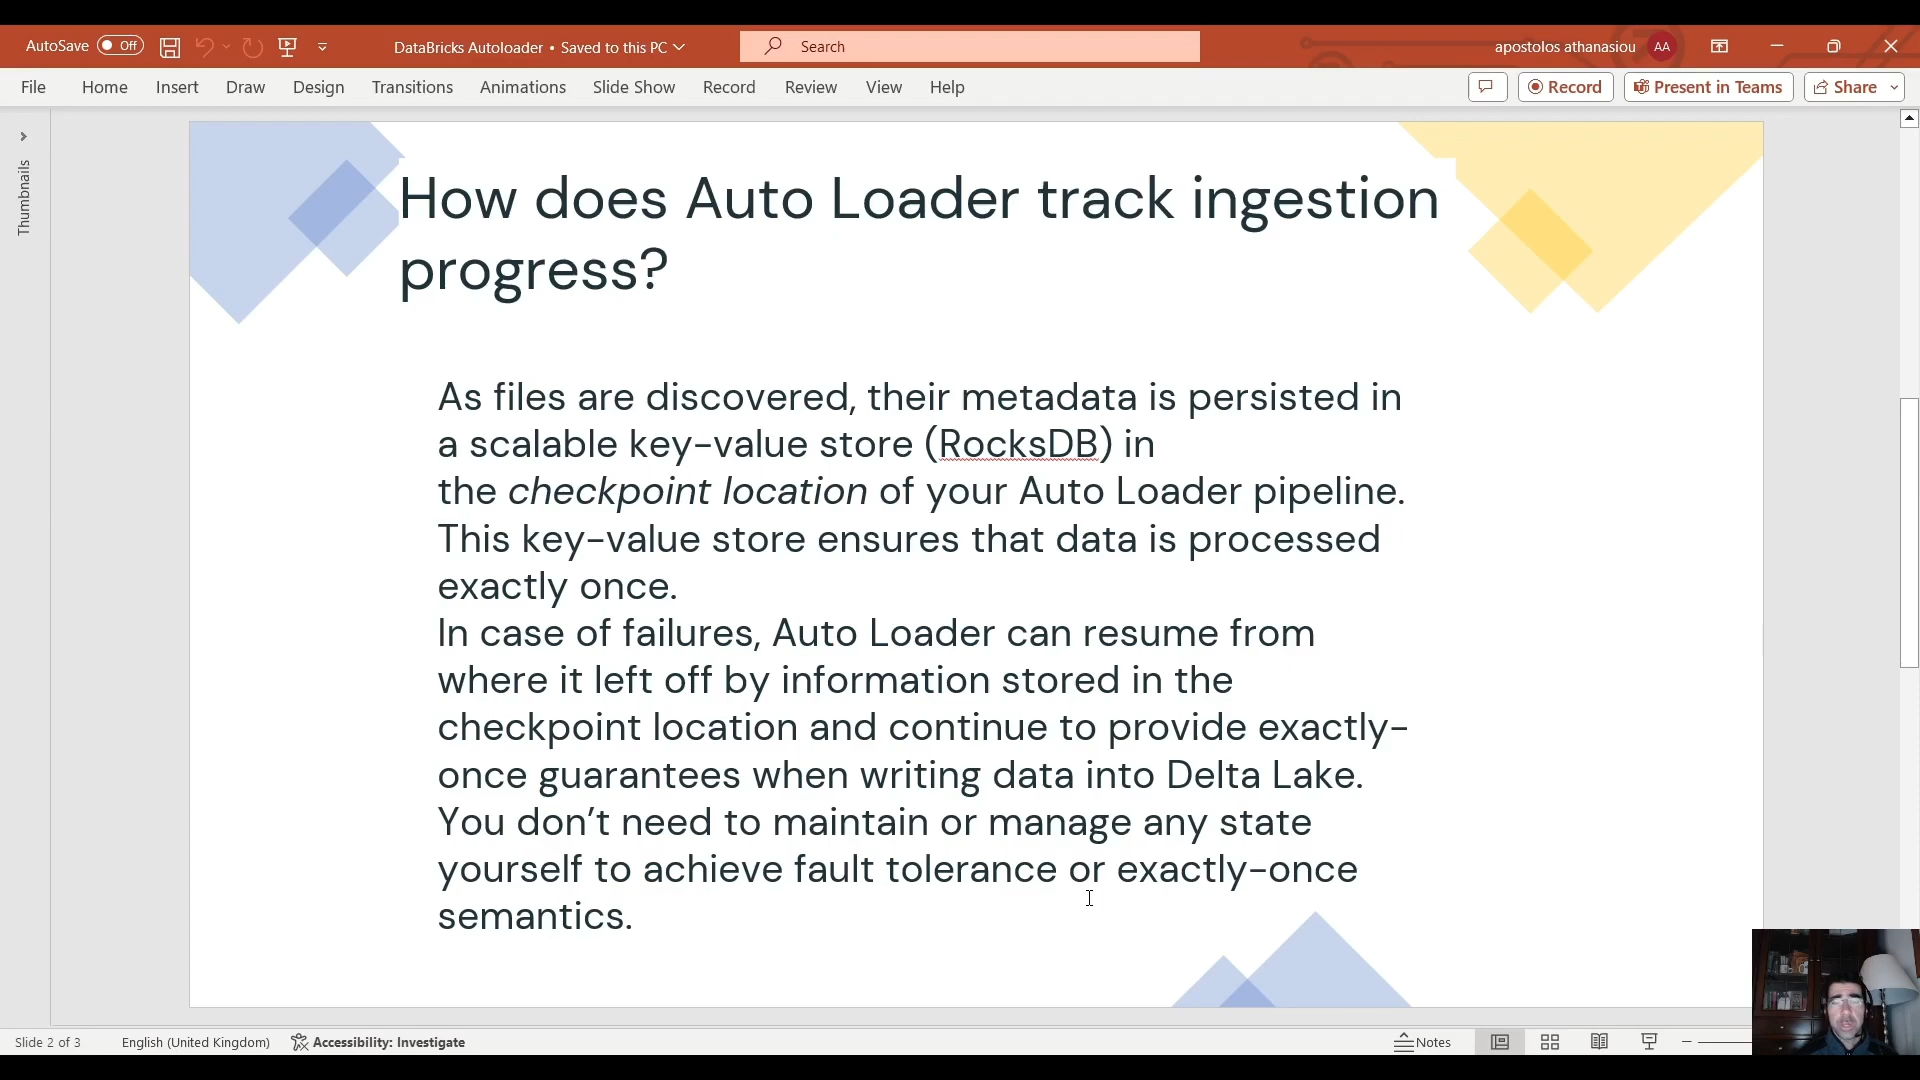 AutoSave Off DataBricks Autoloader • Saved to this PC Search apostolos athanasiou AA
File Home Insert Draw Design Transitions Animations Slide Show Record Review View Help Record Present in Teams Share
Thumbnails
How does Auto Loader track ingestion
progress?
As files are discovered, their metadata is persisted in
a scalable key-value store (RocksDB) in
the checkpoint location of your Auto Loader pipeline.
This key-value store ensures that data is processed
exactly once.
In case of failures, Auto Loader can resume from
where it left off by information stored in the
checkpoint location and continue to provide exactly-
once guarantees when writing data into Delta Lake.
You don’t need to maintain or manage any state
yourself to achieve fault tolerance or exactly-once
semantics.
Slide 2 of 3 English (United Kingdom) Accessibility: Investigate Notes